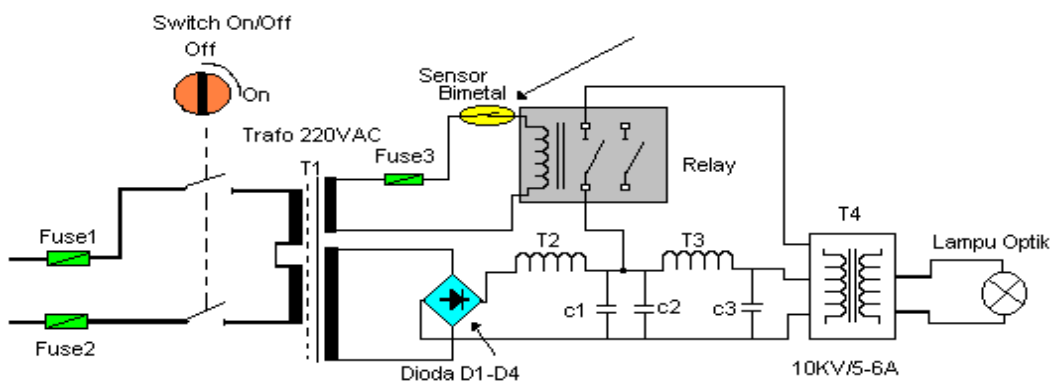 Switch On/Off
Off
On
Sensor
Bimetal
Trafo 220VAC
T1
Fuse3
Relay
Fuse1
Fuse2
T2
T3
T4
Lampu Optik
c1
c2
c3
Dioda D1-D4
10KV/5-6A